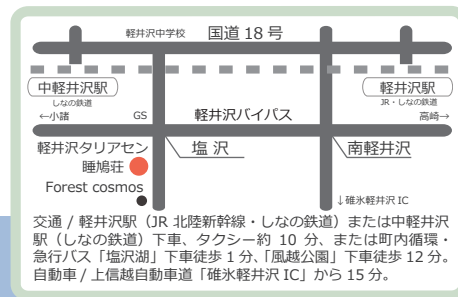 軽井沢中学校 国道 18 号
中軽井沢駅 軽井沢駅
しなの鉄道 JR・しなの鉄道
←小諸 GS 軽井沢バイパス 高崎→
軽井沢タリアセン 塩 沢 南軽井沢
睡鳩荘
Forest cosmos
↓碓氷軽井沢 IC
交通 / 軽井沢駅（JR 北陸新幹線・しなの鉄道）または中軽井沢
駅（しなの鉄道）下車、タクシー約 10 分、または町内循環・
急行バス「塩沢湖」下車徒歩 1 分、「風越公園」下車徒歩 12 分。
自動車 / 上信越自動車道「碓氷軽井沢 IC」から 15 分。